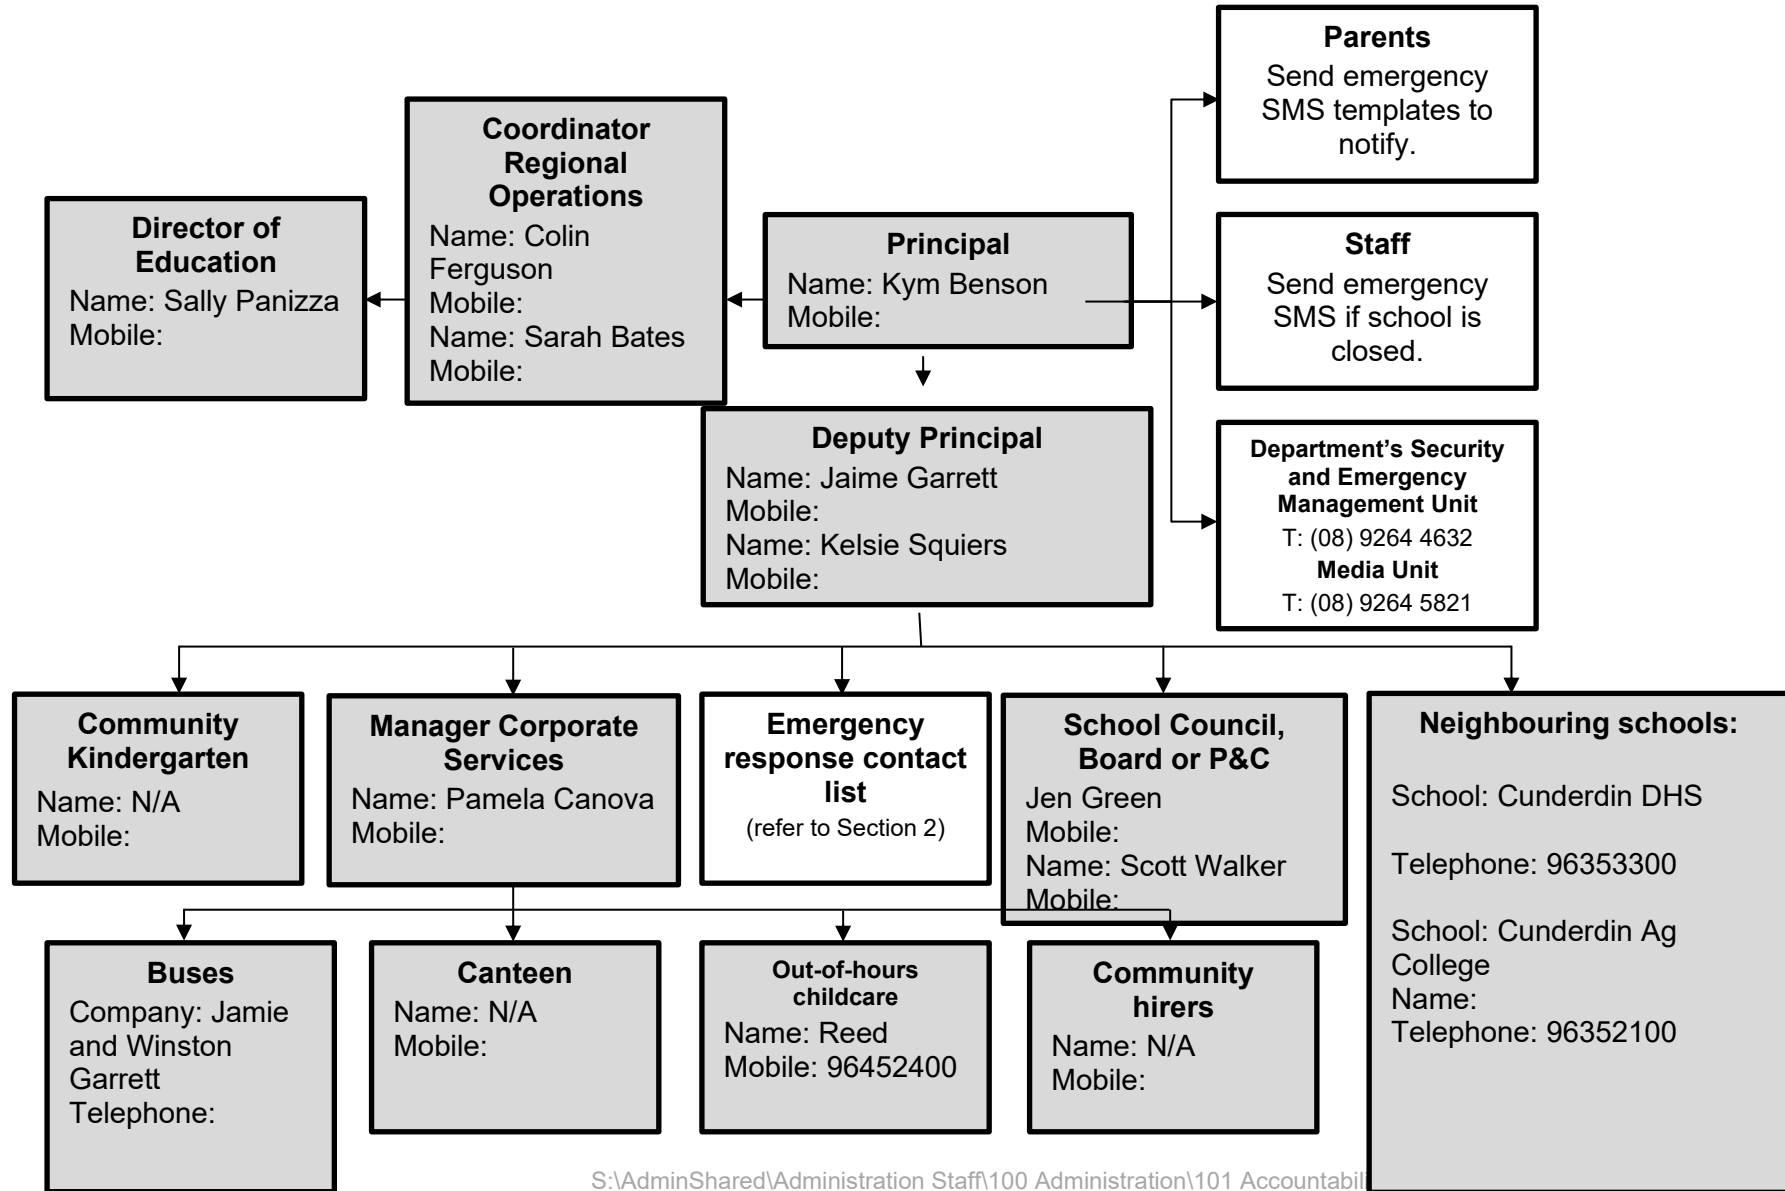 Parents
Send emergency
SMS templates to
notify.
Coordinator
Regional
Operations
Name: Colin
Ferguson
Mobile:
Name: Sarah Bates
Mobile:
Director of
Education
Name: Sally Panizza
Mobile:
Principal
Name: Kym Benson
Mobile:
Staff
Send emergency
SMS if school is
closed.
Deputy Principal
Name: Jaime Garrett
Mobile:
Name: Kelsie Squiers
Mobile:
Department’s Security
and Emergency
Management Unit
T: (08) 9264 4632
Media Unit
T: (08) 9264 5821
Community
Kindergarten
Name: N/A
Mobile:
Manager Corporate
Services
Name: Pamela Canova
Mobile:
Emergency
response contact
list
(refer to Section 2)
School Council,
Board or P&C
Jen Green
Mobile:
Name: Scott Walker
Mobile:
Neighbouring schools:
School: Cunderdin DHS
Telephone: 96353300
School: Cunderdin Ag
College
Name:
Telephone: 96352100
Buses
Company: Jamie
and Winston
Garrett
Telephone:
Canteen
Name: N/A
Mobile:
Out-of-hours
childcare
Name: Reed
Mobile: 96452400
Community
hirers
Name: N/A
Mobile:
S:\AdminShared\Administration Staff\100 Administration\101 Accountabili